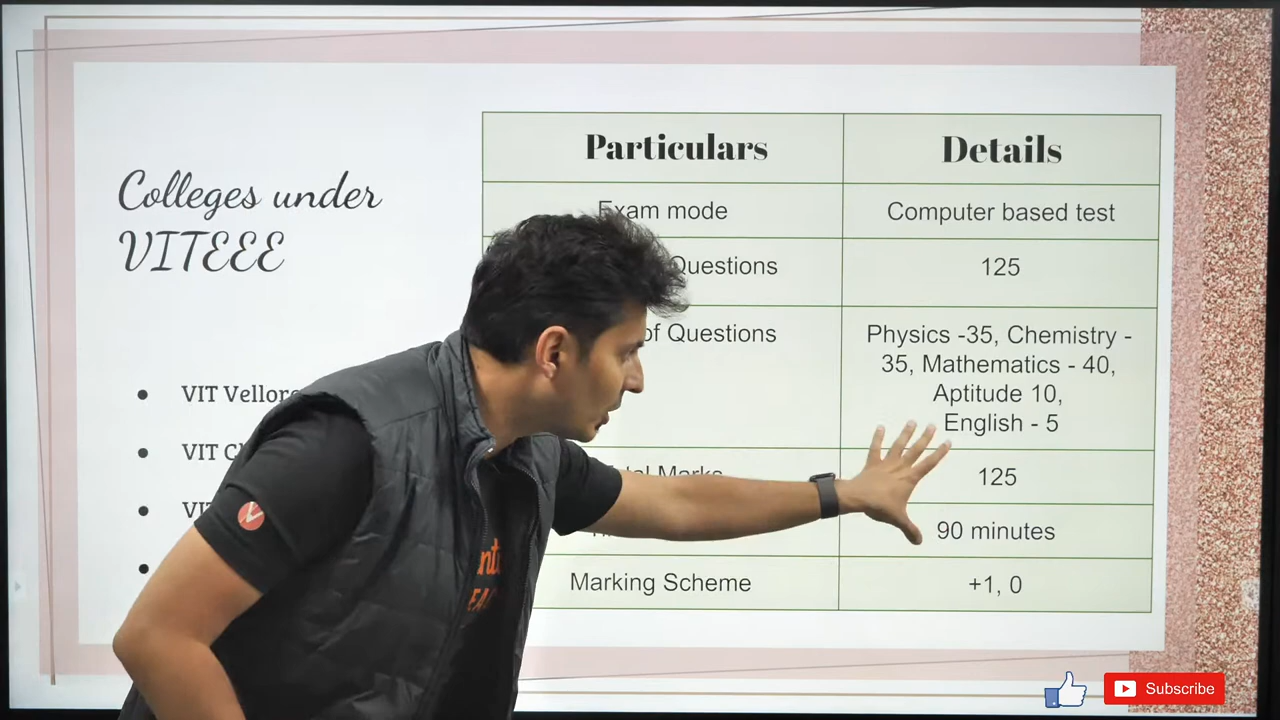 Colleges under
VITEEE
VIT
VIT
Particulars
Details
Exam mode
Computer based test
Questions
125
of Questions
Physics -35, Chemistry -
35, Mathematics - 40,
Aptitude 10,
English - 5
Marks
125
90 minutes
Marking Scheme
+1, 0
Subscribe